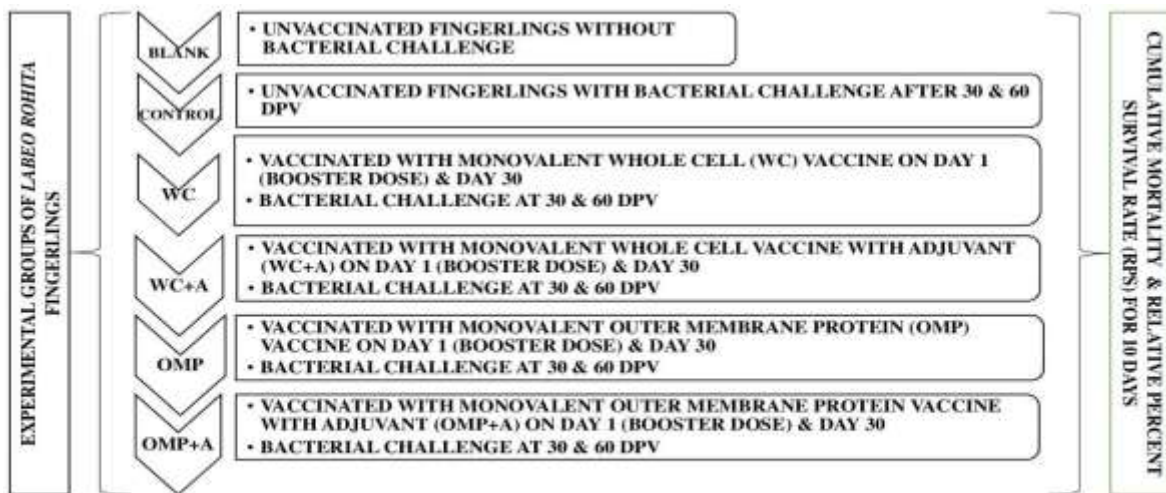 EXPERIMENTAL GROUPS OF LABEO ROHITA
FINGERLINGS
BLANK
• UNVACCINATED FINGERLINGS WITHOUT
BACTERIAL CHALLENGE
CONTROL
• UNVACCINATED FINGERLINGS WITH BACTERIAL CHALLENGE AFTER 30 & 60
DPV
WC
• VACCINATED WITH MONOVALENT WHOLE CELL (WC) VACCINE ON DAY 1
(BOOSTER DOSE) & DAY 30
• BACTERIAL CHALLENGE AT 30 & 60 DPV
WC+A
• VACCINATED WITH MONOVALENT WHOLE CELL VACCINE WITH ADJUVANT
(WC+A) ON DAY 1 (BOOSTER DOSE) & DAY 30
• BACTERIAL CHALLENGE AT 30 & 60 DPV
OMP
• VACCINATED WITH MONOVALENT OUTER MEMBRANE PROTEIN (OMP)
VACCINE ON DAY 1 (BOOSTER DOSE) & DAY 30
• BACTERIAL CHALLENGE AT 30 & 60 DPV
OMP+A
• VACCINATED WITH MONOVALENT OUTER MEMBRANE PROTEIN VACCINE
WITH ADJUVANT (OMP+A) ON DAY 1 (BOOSTER DOSE) & DAY 30
• BACTERIAL CHALLENGE AT 30 & 60 DPV
CUMULATIVE MORTALITY & RELATIVE PERCENT
SURVIVAL RATE (RPS) FOR 10 DAYS